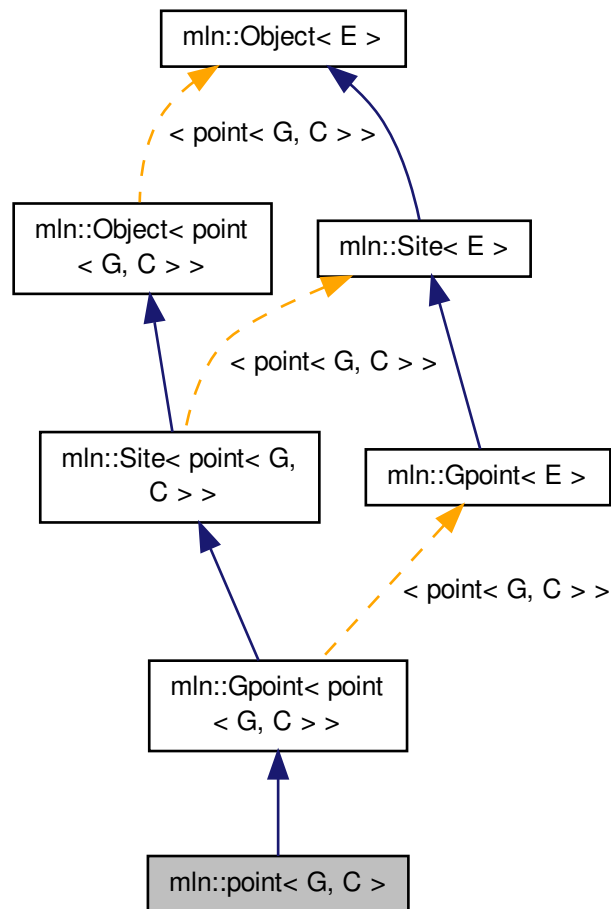 mln::Object< E >
< point< G, C > >
mln::Object< point
< G, C > >
mln::Site< E >
< point< G, C > >
mln::Site< point< G,
C > >
mln::Gpoint< E >
< point< G, C > >
mln::Gpoint< point
< G, C > >
mln::point< G, C >